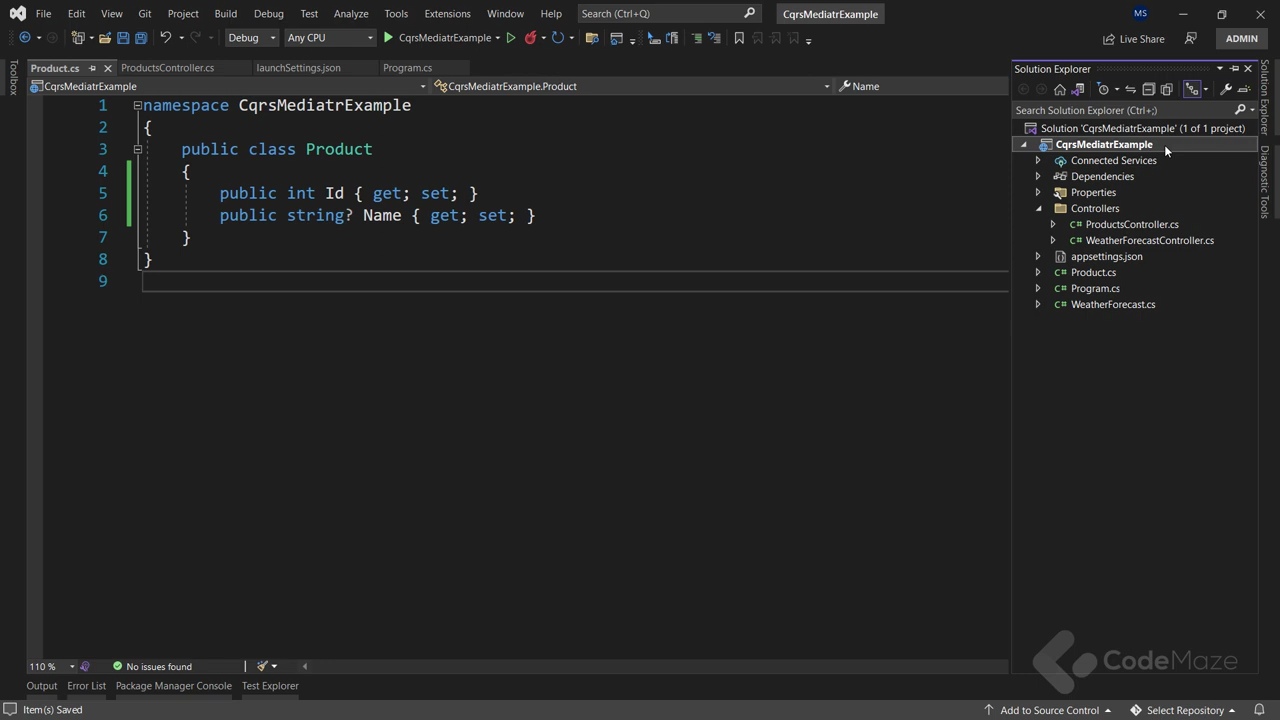 File Edit View Git Project Build Debug Test Analyze Tools Extensions Window Help Search (Ctrl+Q) CqrsMediatrExample MS
Debug Any CPU CqrsMediatrExample Live Share ADMIN
Toolbox
Product.cs ProductsController.cs launchSettings.json Program.cs
CqrsMediatrExample CqrsMediatrExample.Product Name
1 namespace CqrsMediatrExample
2 {
3 public class Product
4 {
5 public int Id { get; set; }
6 public string? Name { get; set; }
7 }
8 }
9
Solution Explorer
Search Solution Explorer (Ctrl+;)
Solution 'CqrsMediatrExample' (1 of 1 project)
CqrsMediatrExample
Connected Services
Dependencies
Properties
Controllers
C# ProductsController.cs
C# WeatherForecastController.cs
appsettings.json
C# Product.cs
C# Program.cs
C# WeatherForecast.cs
Solution Explorer
Diagnostic Tools
CodeMaze
110 % No issues found
Output Error List Package Manager Console Test Explorer
Item(s) Saved Add to Source Control Select Repository